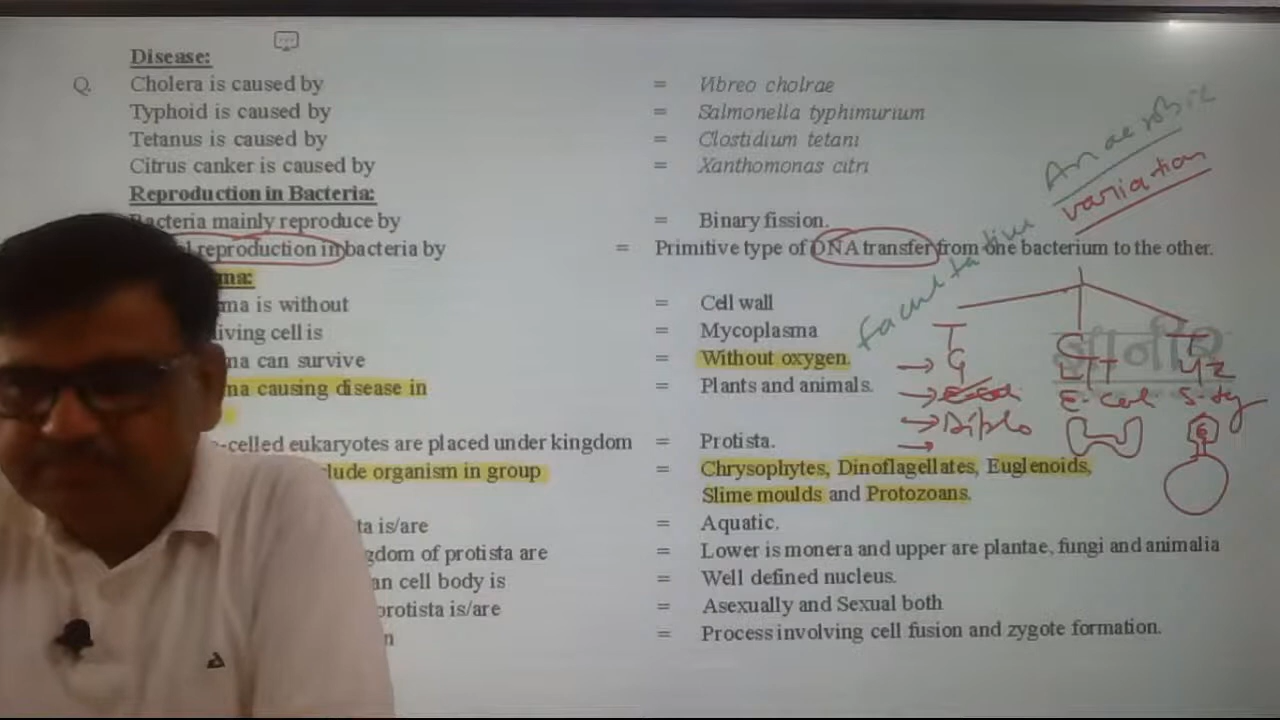 Disease:
Q. Cholera is caused by = Vibreo cholrae
Typhoid is caused by = Salmonella typhimurium
Tetanus is caused by = Clostidium tetani
Citrus canker is caused by = Xanthomonas citri
Reproduction in Bacteria:
Bacteria mainly reproduce by = Binary fission.
reproduction in bacteria by = Primitive type of DNA transfer from one bacterium to the other.
ma:
ma is without = Cell wall
iving cell is = Mycoplasma
ma can survive = Without oxygen.
ma causing disease in = Plants and animals.
-celled eukaryotes are placed under kingdom = Protista.
lude organism in group = Chrysophytes, Dinoflagellates, Euglenoids,
Slime moulds and Protozoans.
ta is/are = Aquatic.
gdom of protista are = Lower is monera and upper are plantae, fungi and animalia
an cell body is = Well defined nucleus.
protista is/are = Asexually and Sexual both
n = Process involving cell fusion and zygote formation.
Facultative Anaerobic
variation
T
G
Diplo
E-coli
S-ty